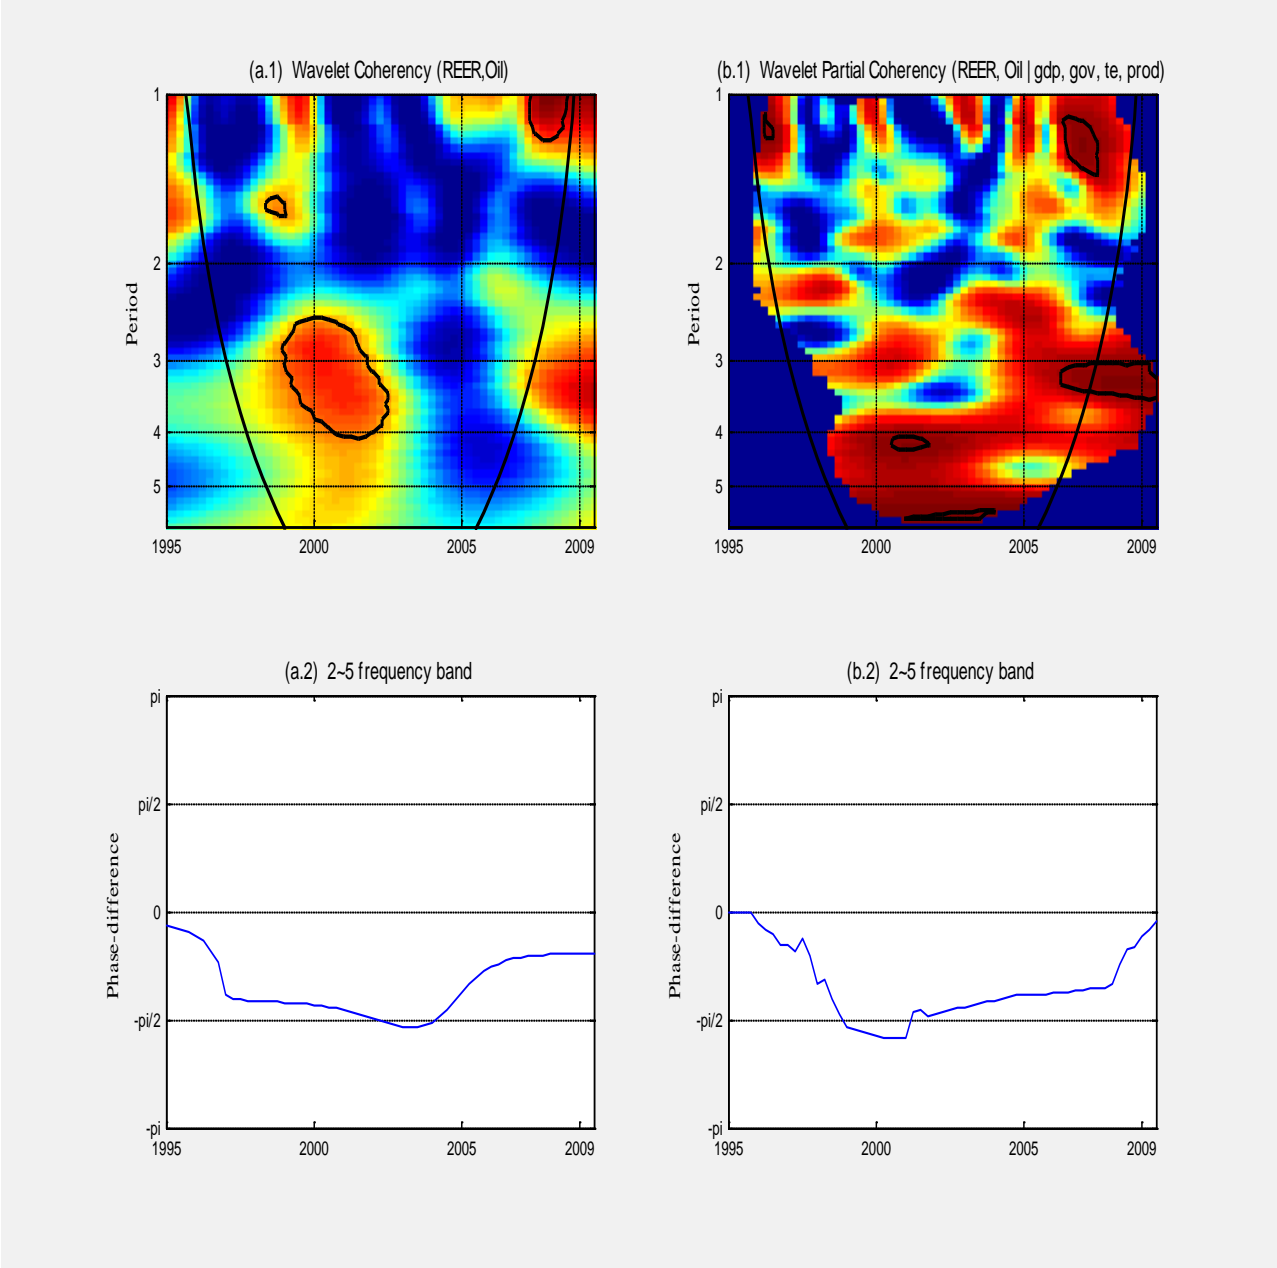 (a.1) Wavelet Coherency (REER,Oil)
1
2
3
4
5
Period
1995 2000 2005 2009
(b.1) Wavelet Partial Coherency (REER, Oil | gdp, gov, te, prod)
1
2
3
4
5
Period
1995 2000 2005 2009
(a.2) 2~5 frequency band
pi
pi/2
0
-pi/2
-pi
Phase-difference
1995 2000 2005 2009
(b.2) 2~5 frequency band
pi
pi/2
0
-pi/2
-pi
Phase-difference
1995 2000 2005 2009